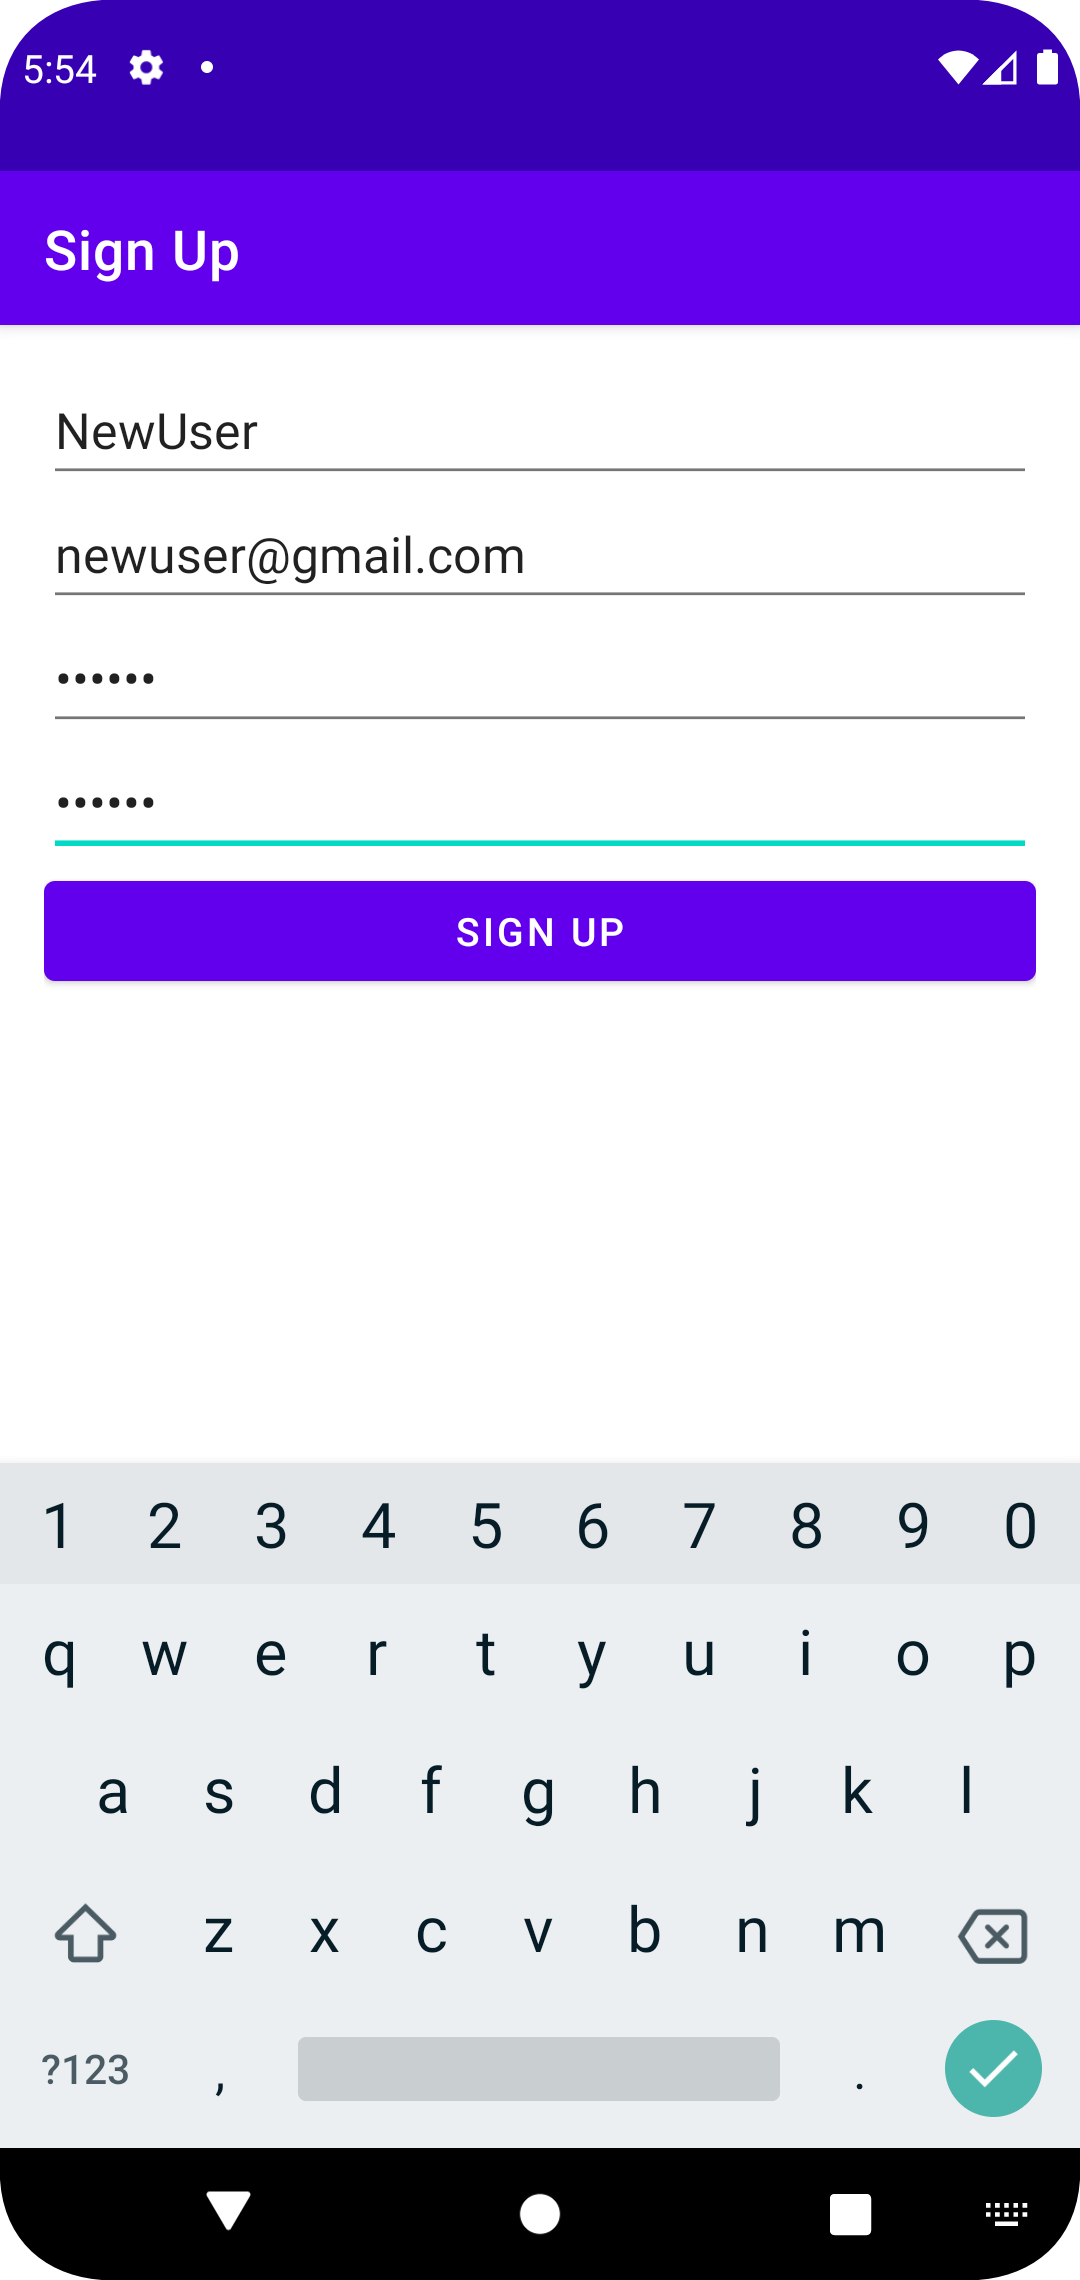 5:54
Sign Up
NewUser
newuser@gmail.com
••••••
••••••
SIGN UP
1 2 3 4 5 6 7 8 9 0
q w e r t y u i o p
a s d f g h j k l
z x c v b n m
?123 , .